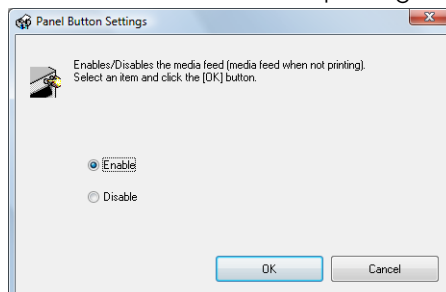 Panel Button Settings
Enables/Disables the media feed (media feed when not printing).
Select an item and click the [OK] button.
Enable
Disable
OK
Cancel